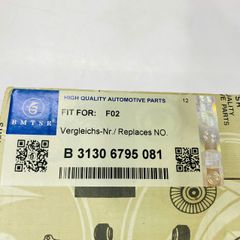 HIGH QUALITY AUTOMOTIVE PARTS 12
BMTSR
FIT FOR: F02
Vergleichs-Nr./ Replaces NO.
B 3130 6795 081